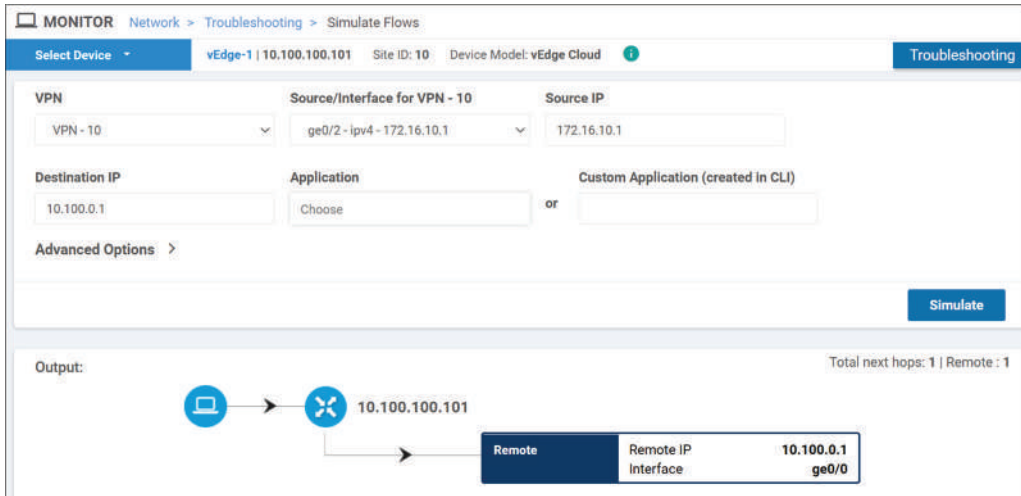 MONITOR Network > Troubleshooting > Simulate Flows
Select Device vEdge-1 | 10.100.100.101 Site ID: 10 Device Model: vEdge Cloud i Troubleshooting
VPN Source/Interface for VPN - 10 Source IP
VPN - 10 ge0/2 - ipv4 - 172.16.10.1 172.16.10.1
Destination IP Application Custom Application (created in CLI)
10.100.0.1 Choose or
Advanced Options >
Simulate
Output: Total next hops: 1 | Remote : 1
10.100.100.101
Remote Remote IP 10.100.0.1
Interface ge0/0